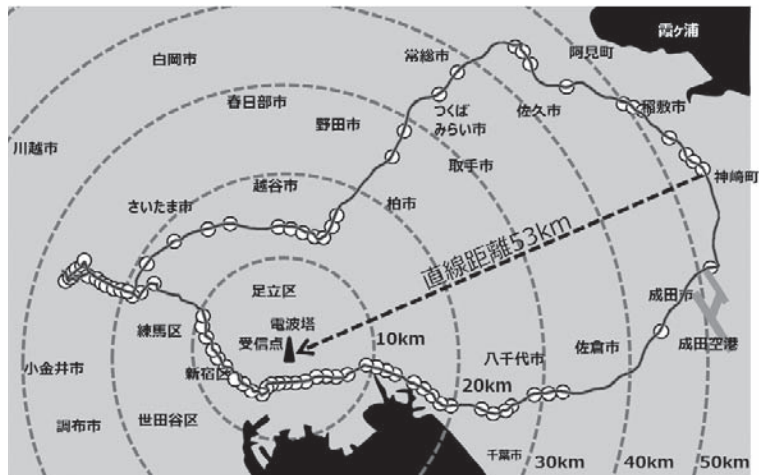 霞ヶ浦
白岡市
常総市
阿見町
春日部市
つくば
みらい市
佐久市
稲敷市
野田市
川越市
取手市
越谷市
柏市
神崎町
さいたま市
直線距離53km
足立区
成田市
電波塔
練馬区
受信点
10km
成田空港
小金井市
新宿区
八千代市
佐倉市
20km
調布市
世田谷区
千葉市
30km
40km
50km